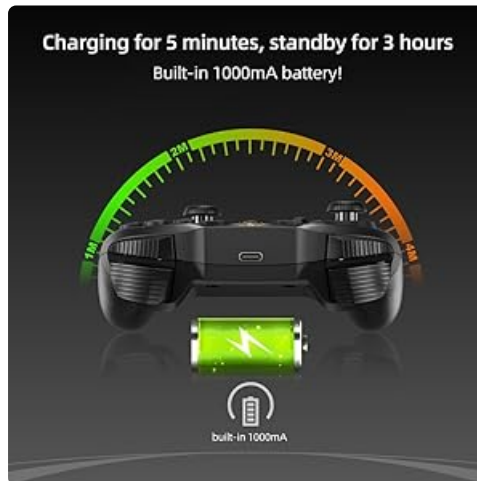 Charging for 5 minutes, standby for 3 hours
Built-in 1000mA battery!
1M
2M
3M
4M
built-in 1000mA